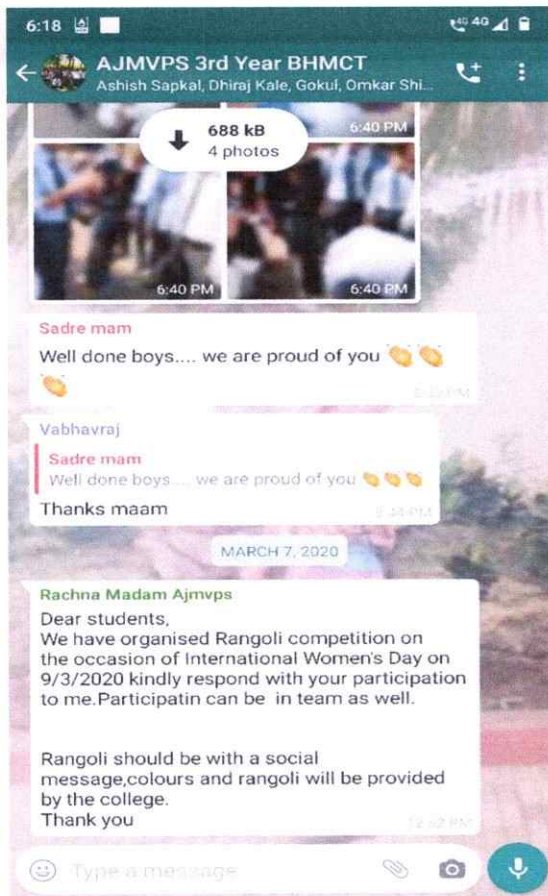 6:18
4G 4G
AJMVPS 3rd Year BHMCT
Ashish Sapkal, Dhiraj Kale, Gokul, Omkar Shi...
688 kB
4 photos
6:40 PM
6:40 PM
6:40 PM
Sadre mam
Well done boys.... we are proud of you 👏👏
👏
Vabhavraj
Sadre mam
Well done boys.... we are proud of you 👏👏👏
Thanks maam
MARCH 7, 2020
Rachna Madam Ajmvps
Dear students,
We have organised Rangoli competition on
the occasion of International Women's Day on
9/3/2020 kindly respond with your participation
to me.Participatin can be in team as well.
Rangoli should be with a social
message,colours and rangoli will be provided
by the college.
Thank you
Type a message